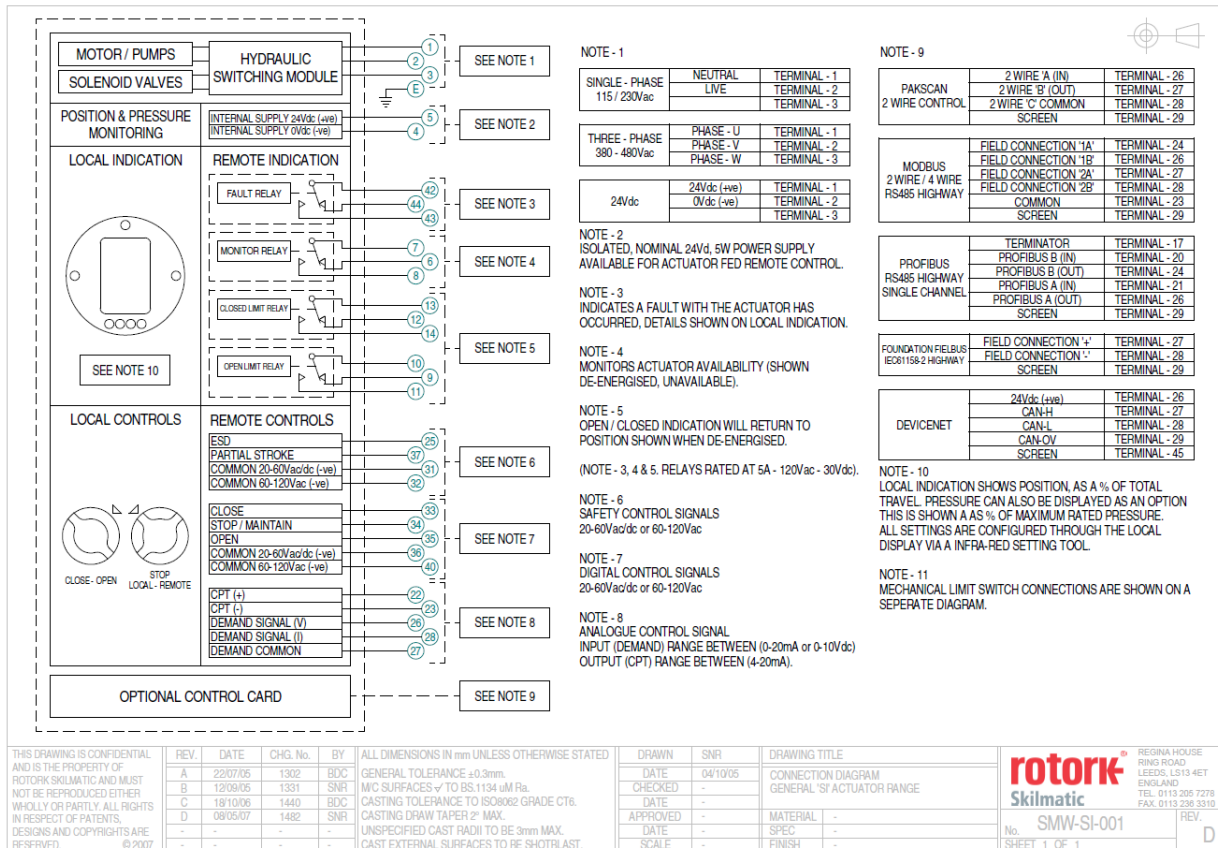 MOTOR / PUMPS
SOLENOID VALVES
HYDRAULIC
SWITCHING MODULE
1
2
3
E
SEE NOTE 1
POSITION & PRESSURE
MONITORING
INTERNAL SUPPLY 24Vdc (+ve)
INTERNAL SUPPLY 0Vdc (-ve)
5
4
SEE NOTE 2
LOCAL INDICATION
SEE NOTE 10
REMOTE INDICATION
FAULT RELAY
42
44
43
SEE NOTE 3
MONITOR RELAY
7
6
8
SEE NOTE 4
CLOSED LIMIT RELAY
13
12
14
OPEN LIMIT RELAY
10
9
11
SEE NOTE 5
LOCAL CONTROLS
CLOSE - OPEN
STOP
LOCAL - REMOTE
REMOTE CONTROLS
ESD
PARTIAL STROKE
COMMON 20-60Vac/dc (-ve)
COMMON 60-120Vac (-ve)
25
37
31
32
SEE NOTE 6
CLOSE
STOP / MAINTAIN
OPEN
COMMON 20-60Vac/dc (-ve)
COMMON 60-120Vac (-ve)
33
34
35
36
40
SEE NOTE 7
CPT (+)
CPT (-)
DEMAND SIGNAL (V)
DEMAND SIGNAL (I)
DEMAND COMMON
22
23
26
28
27
SEE NOTE 8
OPTIONAL CONTROL CARD
SEE NOTE 9
NOTE - 1
SINGLE - PHASE
115 / 230Vac
NEUTRAL TERMINAL - 1
LIVE TERMINAL - 2
TERMINAL - 3
THREE - PHASE
380 - 480Vac
PHASE - U TERMINAL - 1
PHASE - V TERMINAL - 2
PHASE - W TERMINAL - 3
24Vdc
24Vdc (+ve) TERMINAL - 1
0Vdc (-ve) TERMINAL - 2
TERMINAL - 3
NOTE - 2
ISOLATED, NOMINAL 24Vd, 5W POWER SUPPLY
AVAILABLE FOR ACTUATOR FED REMOTE CONTROL.
NOTE - 3
INDICATES A FAULT WITH THE ACTUATOR HAS
OCCURRED, DETAILS SHOWN ON LOCAL INDICATION.
NOTE - 4
MONITORS ACTUATOR AVAILABILITY (SHOWN
DE-ENERGISED, UNAVAILABLE).
NOTE - 5
OPEN / CLOSED INDICATION WILL RETURN TO
POSITION SHOWN WHEN DE-ENERGISED.
(NOTE - 3, 4 & 5. RELAYS RATED AT 5A - 120Vac - 30Vdc).
NOTE - 6
SAFETY CONTROL SIGNALS
20-60Vac/dc or 60-120Vac
NOTE - 7
DIGITAL CONTROL SIGNALS
20-60Vac/dc or 60-120Vac
NOTE - 8
ANALOGUE CONTROL SIGNAL
INPUT (DEMAND) RANGE BETWEEN (0-20mA or 0-10Vdc)
OUTPUT (CPT) RANGE BETWEEN (4-20mA).
NOTE - 9
PAKSCAN
2 WIRE CONTROL
2 WIRE 'A' (IN) TERMINAL - 26
2 WIRE 'B' (OUT) TERMINAL - 27
2 WIRE 'C' COMMON TERMINAL - 28
SCREEN TERMINAL - 29
MODBUS
2 WIRE / 4 WIRE
RS485 HIGHWAY
FIELD CONNECTION '1A' TERMINAL - 24
FIELD CONNECTION '1B' TERMINAL - 26
FIELD CONNECTION '2A' TERMINAL - 27
FIELD CONNECTION '2B' TERMINAL - 28
COMMON TERMINAL - 23
SCREEN TERMINAL - 29
PROFIBUS
RS485 HIGHWAY
SINGLE CHANNEL
TERMINATOR TERMINAL - 17
PROFIBUS B (IN) TERMINAL - 20
PROFIBUS B (OUT) TERMINAL - 24
PROFIBUS A (IN) TERMINAL - 21
PROFIBUS A (OUT) TERMINAL - 26
SCREEN TERMINAL - 29
FOUNDATION FIELBUS
IEC61158-2 HIGHWAY
FIELD CONNECTION '+' TERMINAL - 27
FIELD CONNECTION '-' TERMINAL - 28
SCREEN TERMINAL - 29
DEVICENET
24Vdc (+ve) TERMINAL - 26
CAN-H TERMINAL - 27
CAN-L TERMINAL - 28
CAN-OV TERMINAL - 29
SCREEN TERMINAL - 45
NOTE - 10
LOCAL INDICATION SHOWS POSITION, AS A % OF TOTAL
TRAVEL. PRESSURE CAN ALSO BE DISPLAYED AS AN OPTION
THIS IS SHOWN A AS % OF MAXIMUM RATED PRESSURE.
ALL SETTINGS ARE CONFIGURED THROUGH THE LOCAL
DISPLAY VIA A INFRA-RED SETTING TOOL.
NOTE - 11
MECHANICAL LIMIT SWITCH CONNECTIONS ARE SHOWN ON A
SEPERATE DIAGRAM.
THIS DRAWING IS CONFIDENTIAL
AND IS THE PROPERTY OF
ROTORK SKILMATIC AND MUST
NOT BE REPRODUCED EITHER
WHOLLY OR PARTLY. ALL RIGHTS
IN RESPECT OF PATENTS,
DESIGNS AND COPYRIGHTS ARE
RESERVED. © 2007
REV. DATE CHG. No. BY
A 22/07/05 1302 BDC
B 12/09/05 1331 SNR
C 18/10/06 1440 BDC
D 08/05/07 1482 SNR
- - - -
- - - -
ALL DIMENSIONS IN mm UNLESS OTHERWISE STATED
GENERAL TOLERANCE ±0.3mm.
M/C SURFACES √ TO BS.1134 uM Ra.
CASTING TOLERANCE TO ISO8062 GRADE CT6.
CASTING DRAW TAPER 2° MAX.
UNSPECIFIED CAST RADII TO BE 3mm MAX.
CAST EXTERNAL SURFACES TO BE SHOTBLAST.
DRAWN SNR
DATE 04/10/05
CHECKED -
DATE -
APPROVED -
DATE -
SCALE -
DRAWING TITLE
CONNECTION DIAGRAM
GENERAL 'SI' ACTUATOR RANGE
MATERIAL -
SPEC -
FINISH -
rotork®
Skilmatic
REGINA HOUSE
RING ROAD
LEEDS, LS13 4ET
ENGLAND
TEL. 0113 205 7278
FAX. 0113 236 3310
No. SMW-SI-001
REV.
D
SHEET 1 OF 1